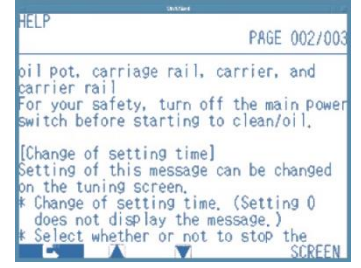 HELP
PAGE 002/003
oil pot, carriage rail, carrier, and
carrier rail
For your safety, turn off the main power
switch before starting to clean/oil.
[Change of setting time]
Setting of this message can be changed
on the tuning screen.
* Change of setting time. (Setting 0
does not display the message.)
* Select whether or not to stop the
SCREEN